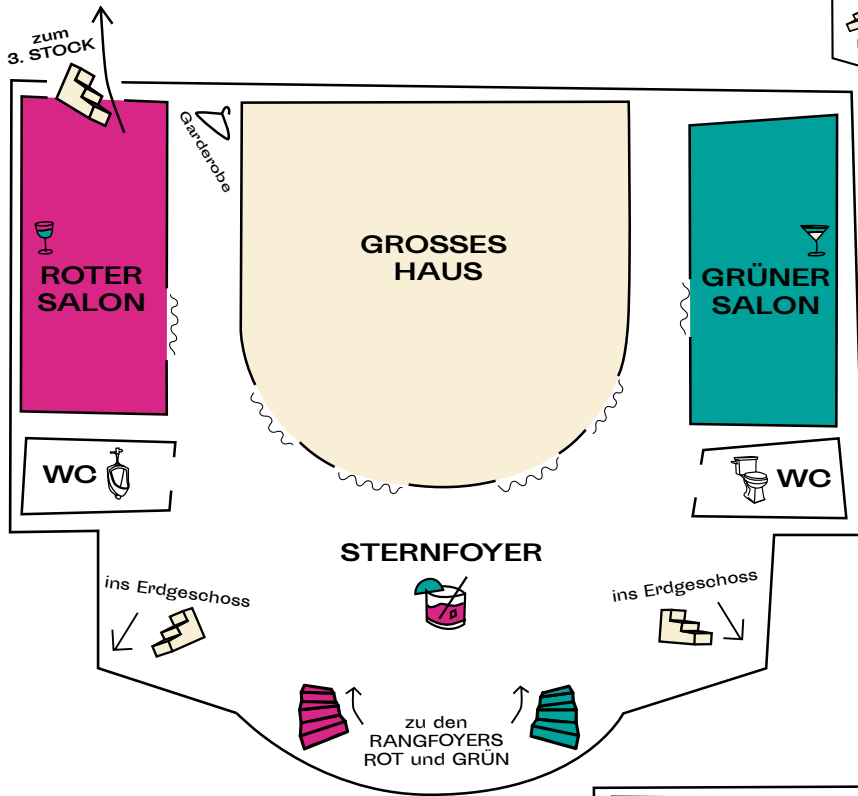 zum
3. STOCK
Garderobe
GROSSES
HAUS
ROTER
SALON
GRÜNER
SALON
WC
WC
STERNFOYER
ins Erdgeschoss
ins Erdgeschoss
zu den
RANGFOYERS
ROT und GRÜN